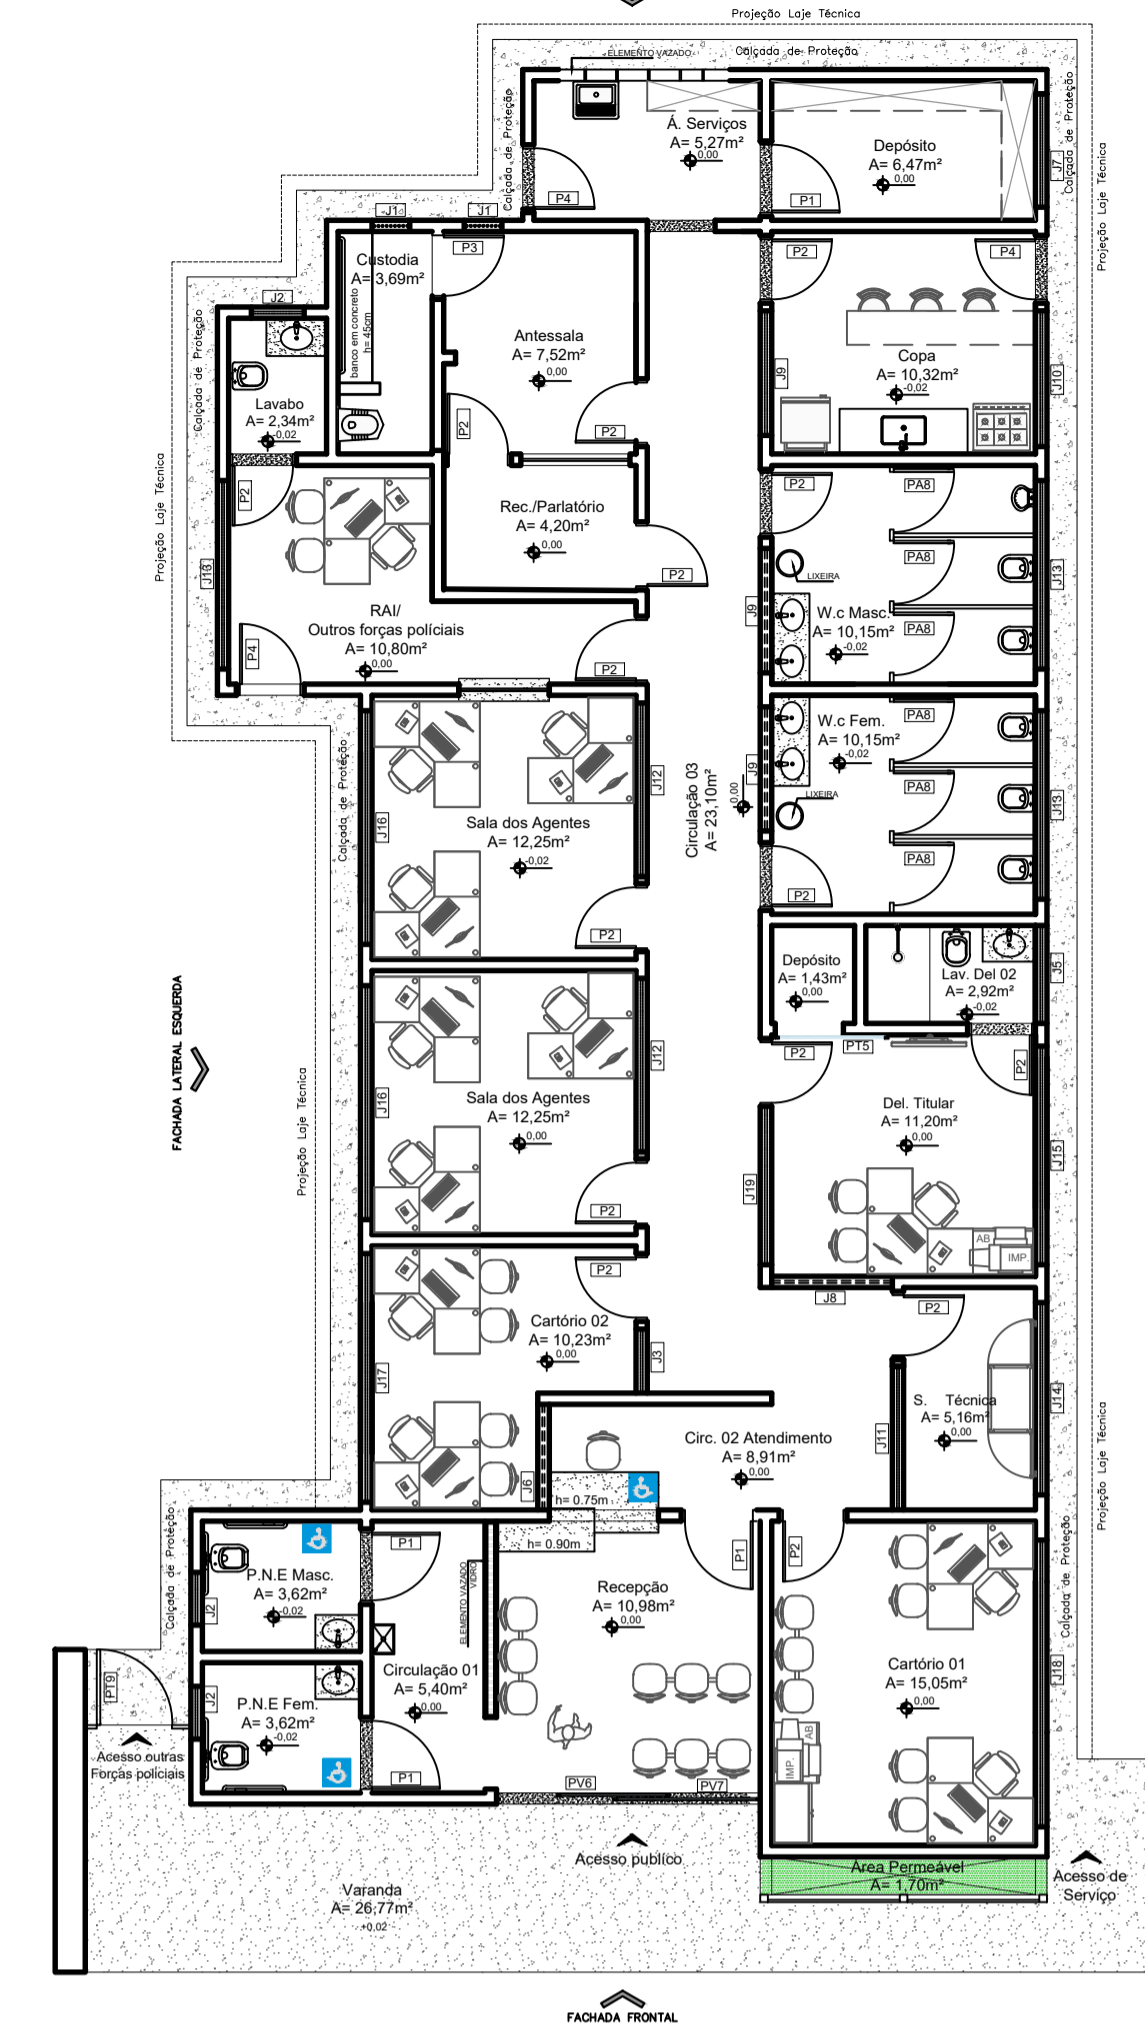 Projeção Laje Técnica
ELEMENTO VAZADO
Calçada de Proteção
Calçada de Proteção
Calçada de Proteção
Á. Serviços
A= 5,27m²
0,00
Depósito
A= 6,47m²
0,00
J7
Projeção Laje Técnica
P4
P1
J1
J1
P3
P2
P4
Custodia
A= 3,69m²
banco em concreto
h= 45cm
J2
Antessala
A= 7,52m²
0,00
Copa
A= 10,32m²
-0,02
J9
J10
Calçada de Proteção
Lavabo
A= 2,34m²
-0,02
P2
P2
Projeção Laje Técnica
P2
P2
PA8
Rec./Parlatório
A= 4,20m²
0,00
PA8
J13
J13
P2
LIXEIRA
J9
W.c Masc.
A= 10,15m²
-0,02
PA8
RAI/
Outros forças políciais
A= 10,80m²
0,00
P4
P2
PA8
W.c Fem.
A= 10,15m²
-0,02
J9
J12
Circulação 03
A= 23,10m²
0,00
PA8
J13
LIXEIRA
Calçada de Proteção
J16
Sala dos Agentes
A= 12,25m²
-0,02
PA8
P2
P2
Depósito
A= 1,43m²
0,00
Lav. Del 02
A= 2,92m²
-0,02
J5
FACHADA LATERAL ESQUERDA
J12
P2
PT5
P2
Projeção Laje Técnica
J16
Sala dos Agentes
A= 12,25m²
0,00
Del. Titular
A= 11,20m²
0,00
J15
J19
P2
AB
IMP.
P2
J8
P2
Cartório 02
A= 10,23m²
0,00
J3
J17
S. Técnica
A= 5,16m²
0,00
J14
Projeção Laje Técnica
Circ. 02 Atendimento
A= 8,91m²
0,00
J11
J6
h= 0.75m
h= 0.90m
Calçada de Proteção
Calçada de Proteção
P1
P1
P2
P.N.E Masc.
A= 3,62m²
-0,02
J2
ELEMENTO VAZADO
VIDRO
Recepção
A= 10,98m²
0,00
Circulação 01
A= 5,40m²
0,00
Cartório 01
A= 15,05m²
0,00
J18
PT9
J2
P.N.E Fem.
A= 3,62m²
-0,02
AB
IMP.
Acesso outras
Forças políciais
P1
PV6
PV7
Acesso publíco
Área Permeável
A= 1,70m²
Acesso de
Serviço
Varanda
A= 26,77m²
+0,02
FACHADA FRONTAL